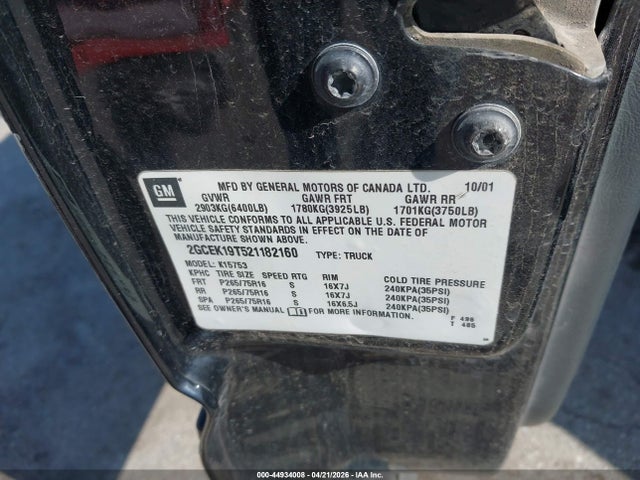 GM
MFD BY GENERAL MOTORS OF CANADA LTD. 10/01
GVWR GAWR FRT GAWR RR
2903KG(6400LB) 1780KG(3925LB) 1701KG(3750LB)
THIS VEHICLE CONFORMS TO ALL APPLICABLE U.S. FEDERAL MOTOR
VEHICLE SAFETY STANDARDS IN EFFECT ON THE DATE OF
MANUFACTURE SHOWN ABOVE.
2GCEK19T521182160 TYPE: TRUCK
MODEL: K15753
KPHC TIRE SIZE SPEED RTG RIM COLD TIRE PRESSURE
FRT P265/75R16 S 16X7J 240KPA(35PSI)
RR P265/75R16 S 16X7J 240KPA(35PSI)
SPA P265/75R16 S 16X6.5J 240KPA(35PSI)
SEE OWNER'S MANUAL FOR MORE INFORMATION.
F 496
T 485
000-44934008 - 04/21/2026 - IAA Inc.